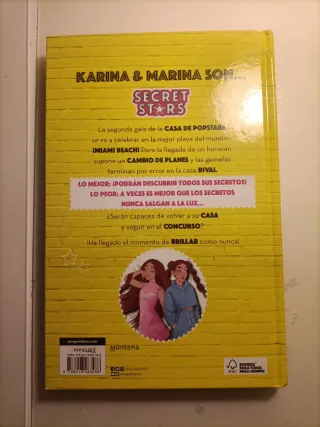 KARINA & MARINA SON...
SECRET
STARS
La segunda gala de la CASA DE POPSTARS
se va a celebrar en la mejor playa del mundo:
¡MIAMI BEACH! Pero la llegada de un huracán
supone un CAMBIO DE PLANES y las gemelas
terminan por error en la casa RIVAL.
LO MEJOR: ¡PODRÁN DESCUBRIR TODOS SUS SECRETOS!
LO PEOR: A VECES ES MEJOR QUE LOS SECRETOS
NUNCA SALGAN A LA LUZ...
¿Serán capaces de volver a su CASA
y seguir en el CONCURSO?
¡Ha llegado el momento de BRILLAR como nunca!
montena
FSC